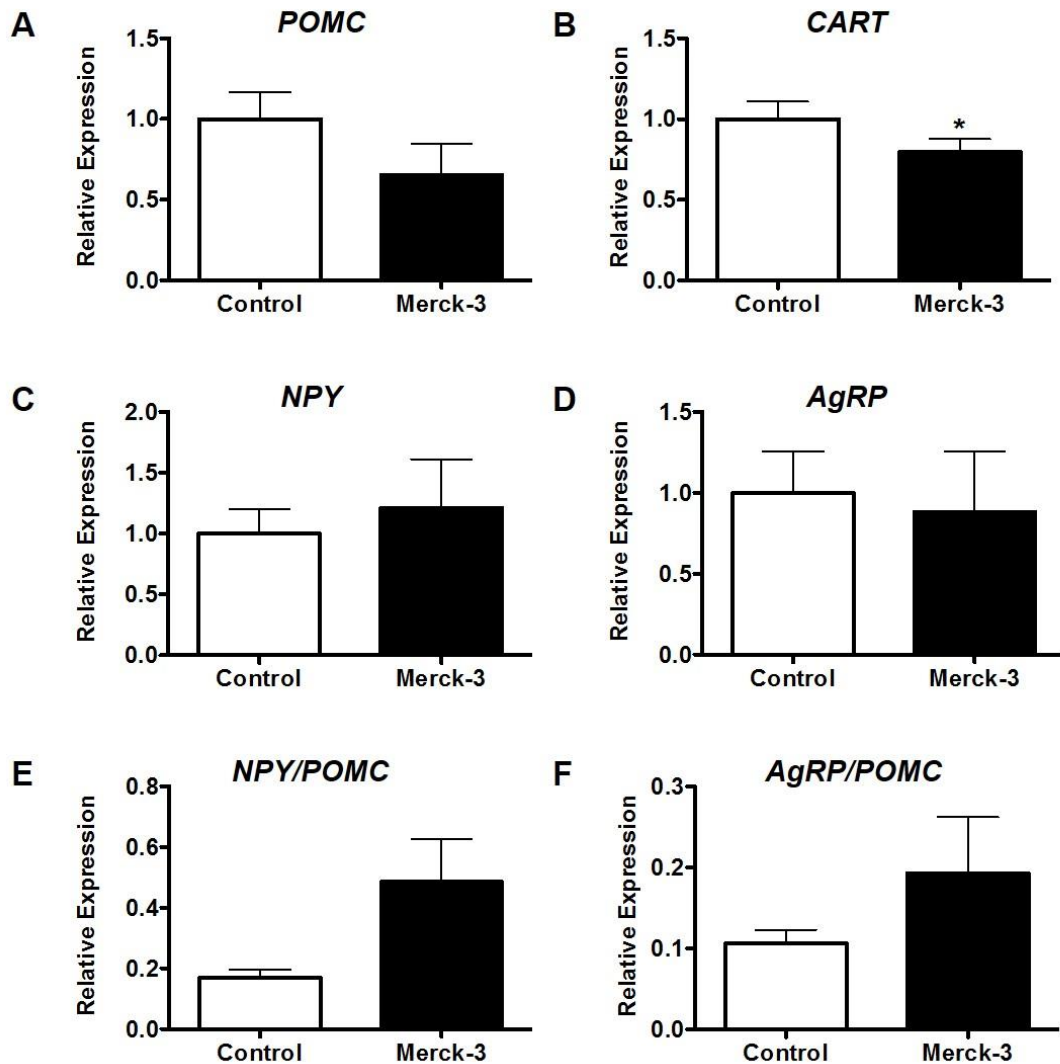 A
POMC
Relative Expression
1.5
1.0
0.5
0.0
Control Merck-3
B
CART
Relative Expression
1.5
1.0
0.5
0.0
*
Control Merck-3
C
NPY
Relative Expression
2.0
1.5
1.0
0.5
0.0
Control Merck-3
D
AgRP
Relative Expression
1.5
1.0
0.5
0.0
Control Merck-3
E
NPY/POMC
Relative Expression
0.8
0.6
0.4
0.2
0.0
Control Merck-3
F
AgRP/POMC
Relative Expression
0.3
0.2
0.1
0.0
Control Merck-3